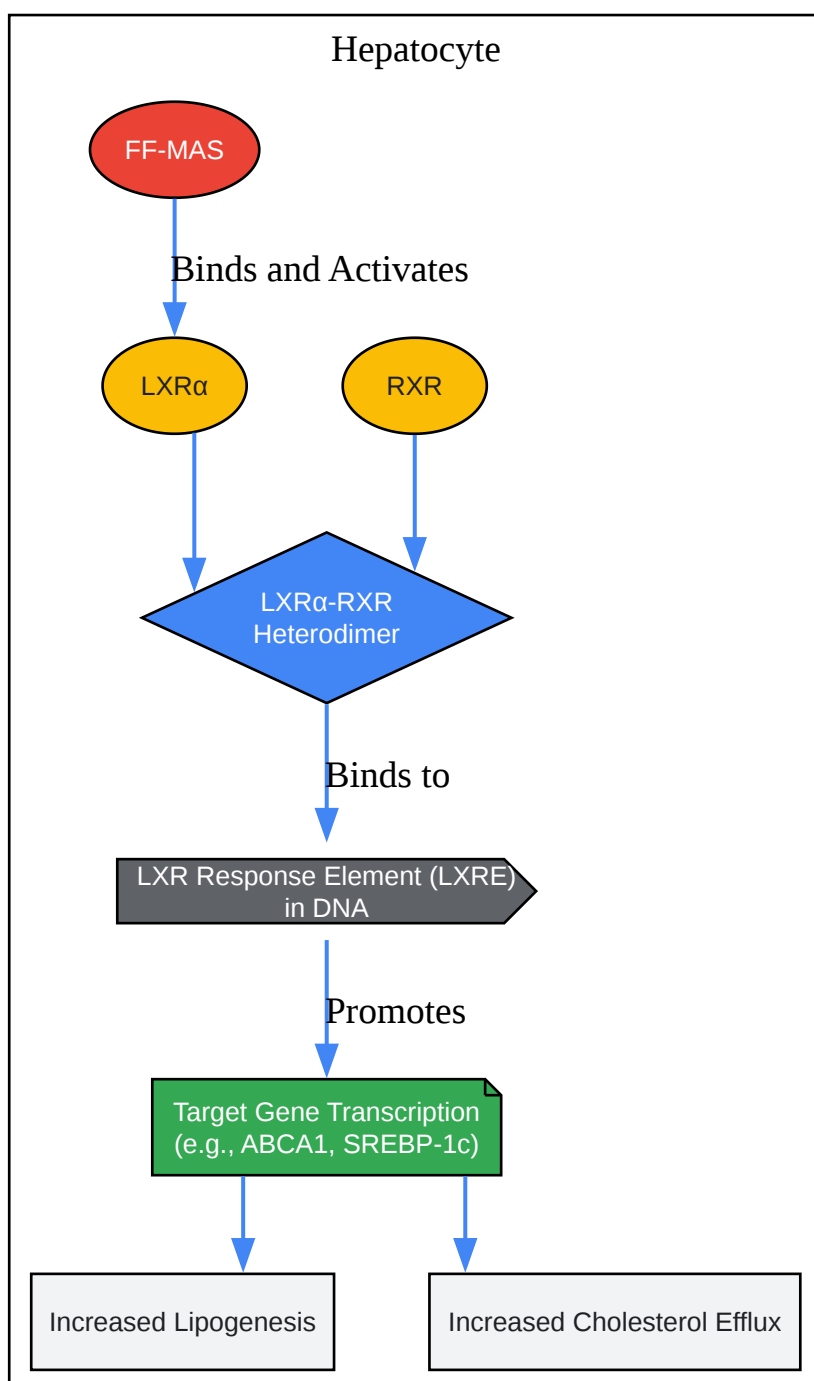 Hepatocyte
FF-MAS
Binds and Activates
LXRα
RXR
LXRα-RXR
Heterodimer
Binds to
LXR Response Element (LXRE)
in DNA
Promotes
Target Gene Transcription
(e.g., ABCA1, SREBP-1c)
Increased Lipogenesis
Increased Cholesterol Efflux